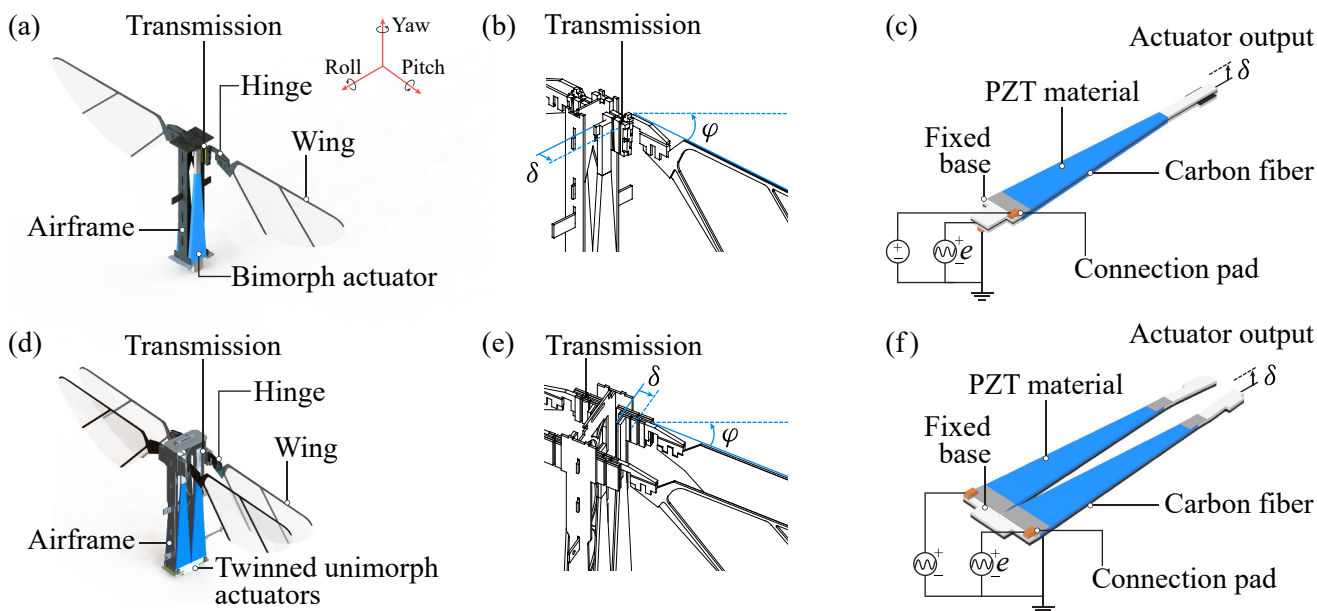 (a)
Transmission
Yaw
Roll
Pitch
Hinge
Wing
Airframe
Bimorph actuator
(b)
Transmission
φ
δ
(c)
Actuator output
δ
PZT material
Fixed
base
Carbon fiber
+
−
+
−
e
Connection pad
(d)
Transmission
Hinge
Wing
Airframe
Twinned unimorph
actuators
(e)
Transmission
δ
φ
(f)
Actuator output
δ
PZT material
Fixed
base
Carbon fiber
+
−
+
−
e
Connection pad